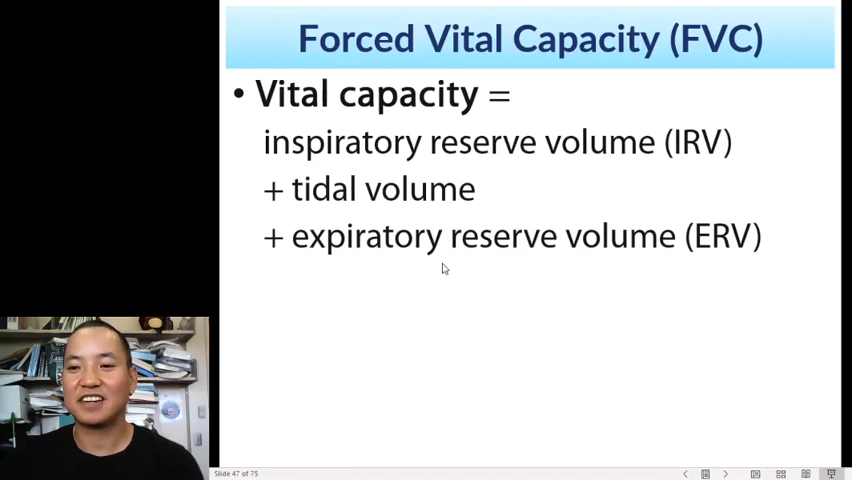 Forced Vital Capacity (FVC)
• Vital capacity =
inspiratory reserve volume (IRV)
+ tidal volume
+ expiratory reserve volume (ERV)
Slide 47 of 75